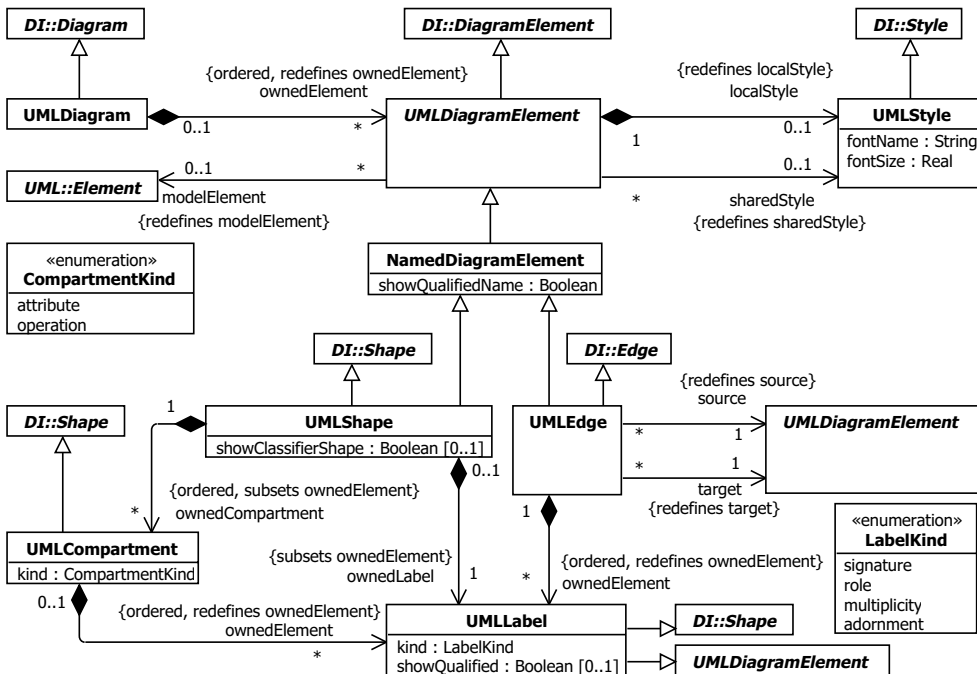 DI::Diagram
DI::DiagramElement
DI::Style
{ordered, redefines ownedElement}
ownedElement
{redefines localStyle}
localStyle
UMLDiagram
0..1
*
UMLDiagramElement
1
0..1
UMLStyle
fontName : String
fontSize : Real
UML::Element
0..1
*
modelElement
{redefines modelElement}
*
0..1
sharedStyle
{redefines sharedStyle}
«enumeration»
CompartmentKind
attribute
operation
NamedDiagramElement
showQualifiedName : Boolean
DI::Shape
DI::Edge
DI::Shape
1
UMLShape
showClassifierShape : Boolean [0..1]
0..1
UMLEdge
{redefines source}
source
*
1
*
1
target
{redefines target}
UMLDiagramElement
{ordered, subsets ownedElement}
ownedCompartment
*
1
{subsets ownedElement}
ownedLabel
1
{ordered, redefines ownedElement}
ownedElement
*
«enumeration»
LabelKind
signature
role
multiplicity
adornment
UMLCompartment
kind : CompartmentKind
0..1
{ordered, redefines ownedElement}
ownedElement
*
UMLLabel
kind : LabelKind
showQualified : Boolean [0..1]
DI::Shape
UMLDiagramElement